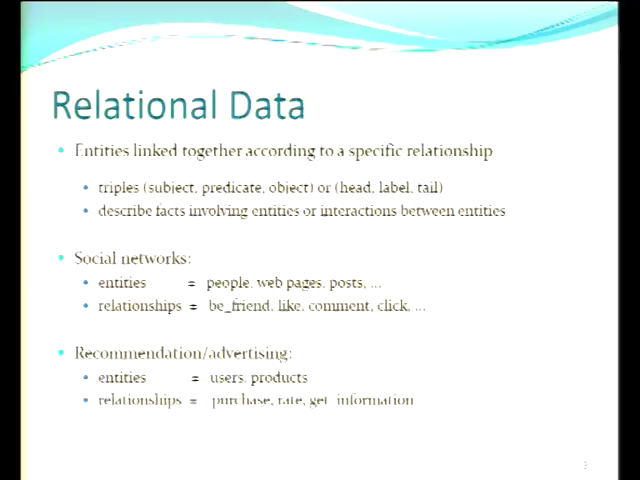 Relational Data
• Entities linked together according to a specific relationship
• triples (subject, predicate, object) or (head, label, tail)
• describe facts involving entities or interactions between entities
• Social networks:
• entities = people, web pages, posts, ...
• relationships = be_friend, like, comment, click, ...
• Recommendation/advertising:
• entities = users, products
• relationships = purchase, rate, get_information
3